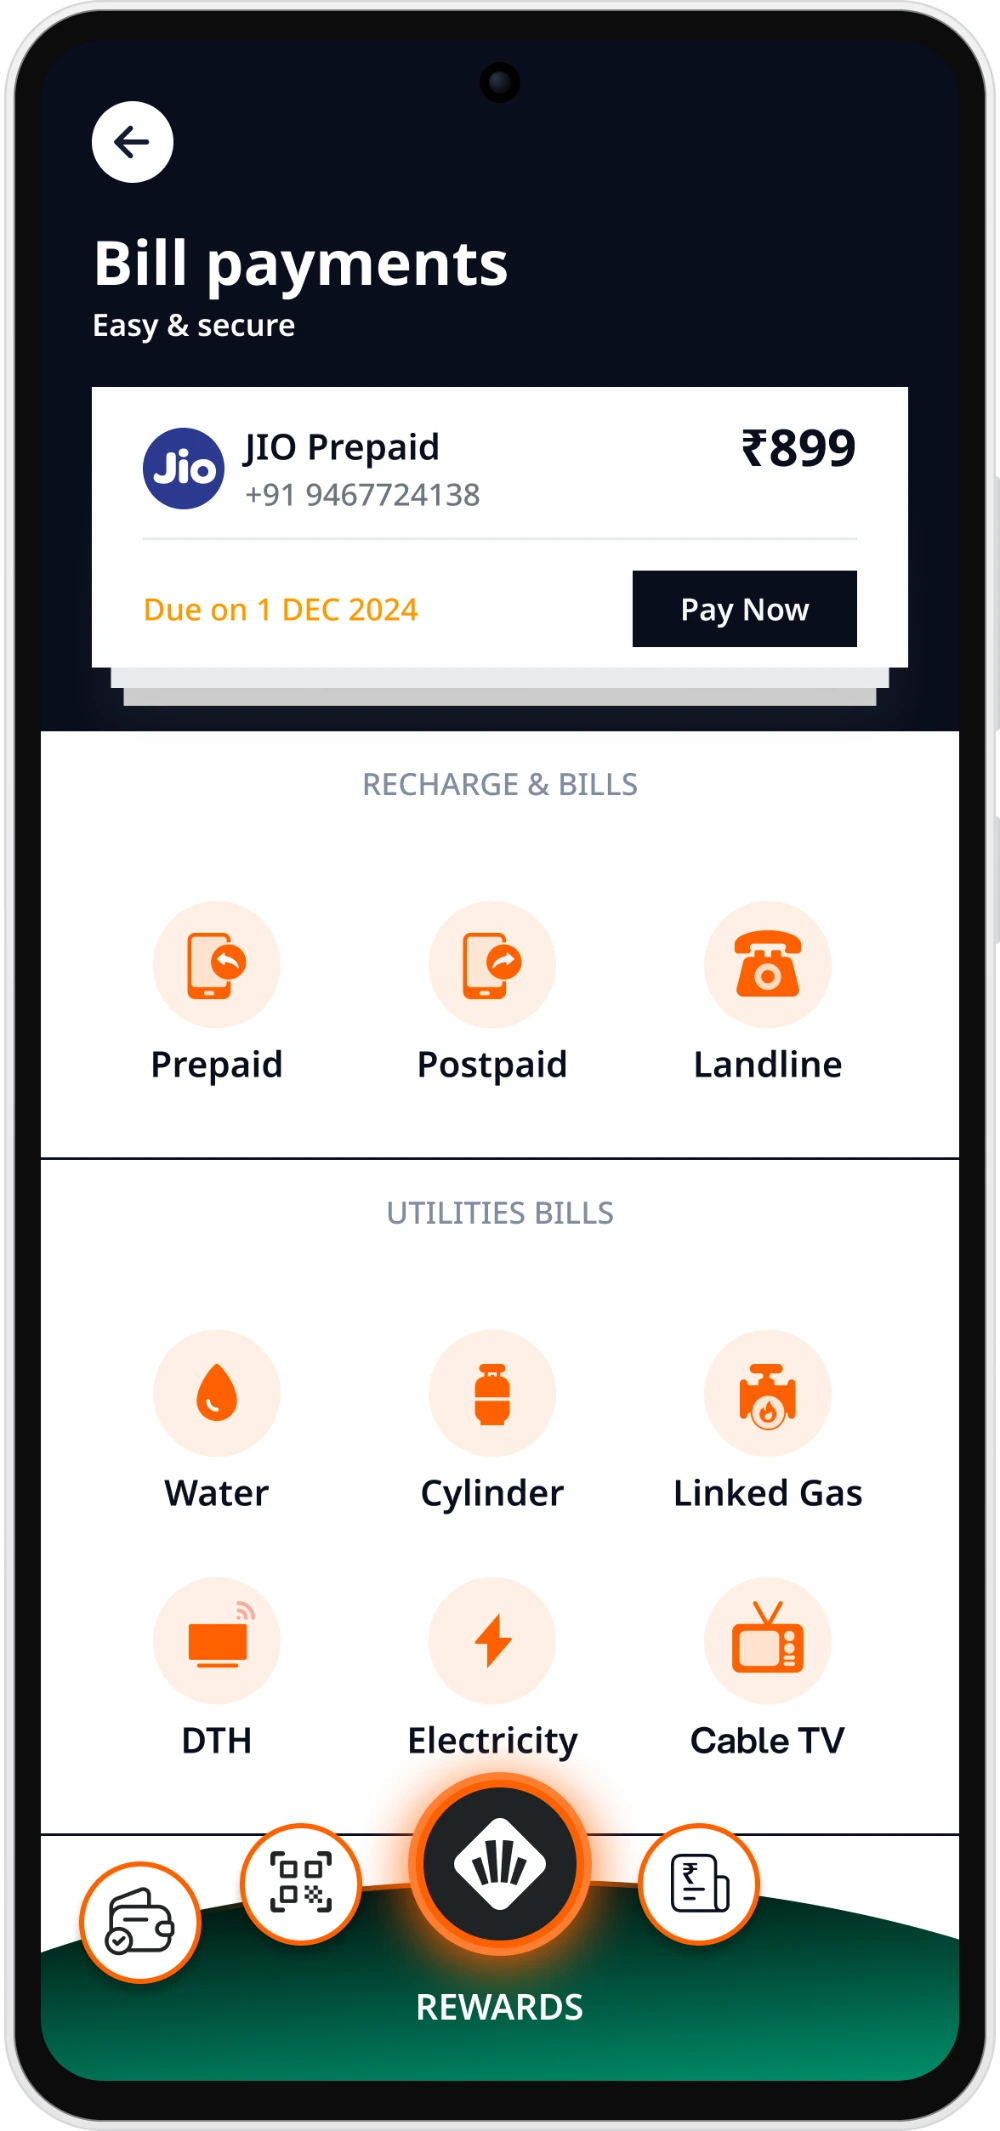 Bill payments
Easy & secure
Jio
JIO Prepaid
₹899
+91 9467724138
Due on 1 DEC 2024
Pay Now
RECHARGE & BILLS
Prepaid
Postpaid
Landline
UTILITIES BILLS
Water
Cylinder
Linked Gas
DTH
Electricity
Cable TV
₹
REWARDS